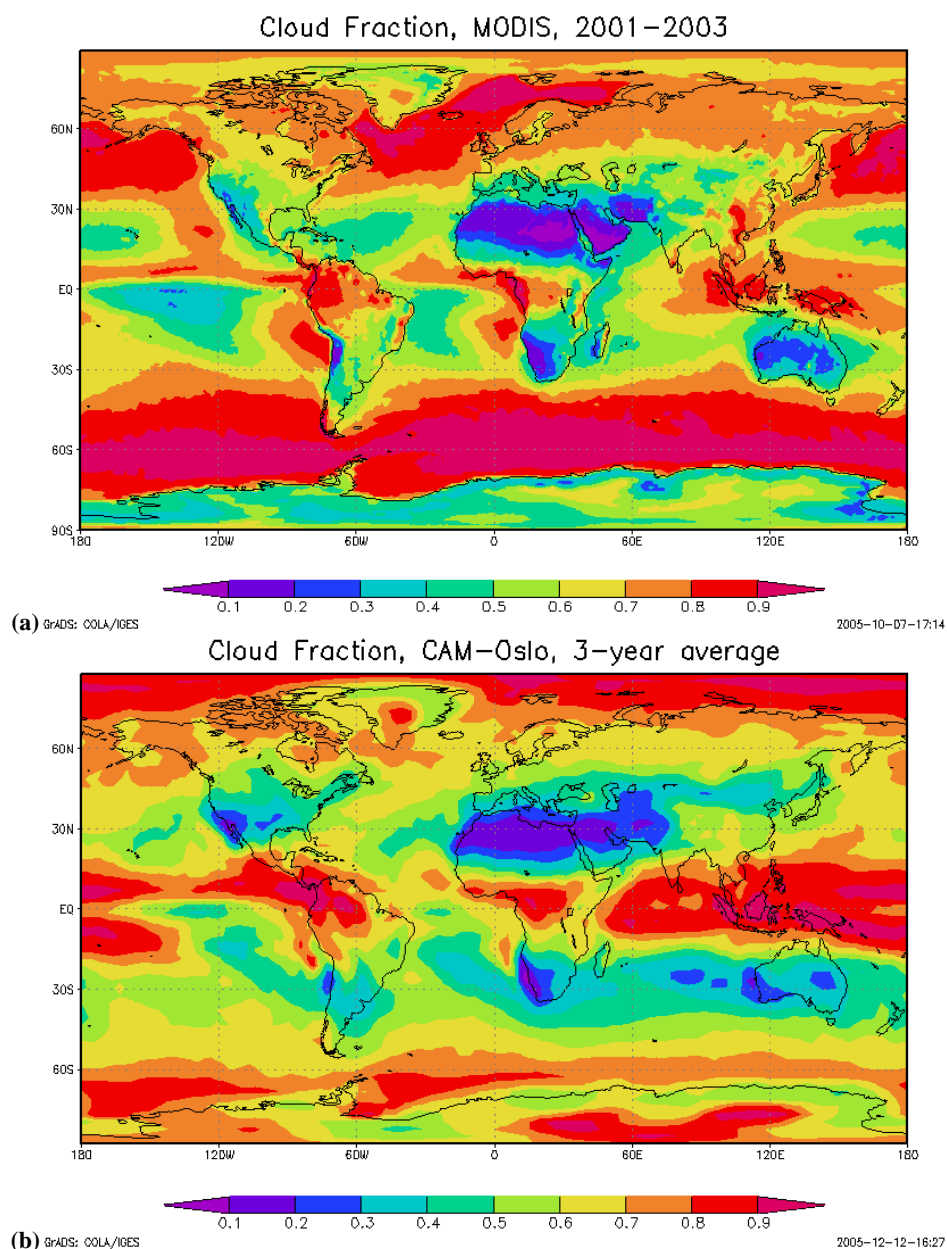 Cloud Fraction, MODIS, 2001-2003
60N
30N
EQ
30S
60S
90S
180 120W 60W 0 60E 120E 180
0.1 0.2 0.3 0.4 0.5 0.6 0.7 0.8 0.9
(a) GrADS: COLA/IGES 2005-10-07-17:14
Cloud Fraction, CAM-Oslo, 3-year average
60N
30N
EQ
30S
60S
180 120W 60W 0 60E 120E 180
0.1 0.2 0.3 0.4 0.5 0.6 0.7 0.8 0.9
(b) GrADS: COLA/IGES 2005-12-12-16:27